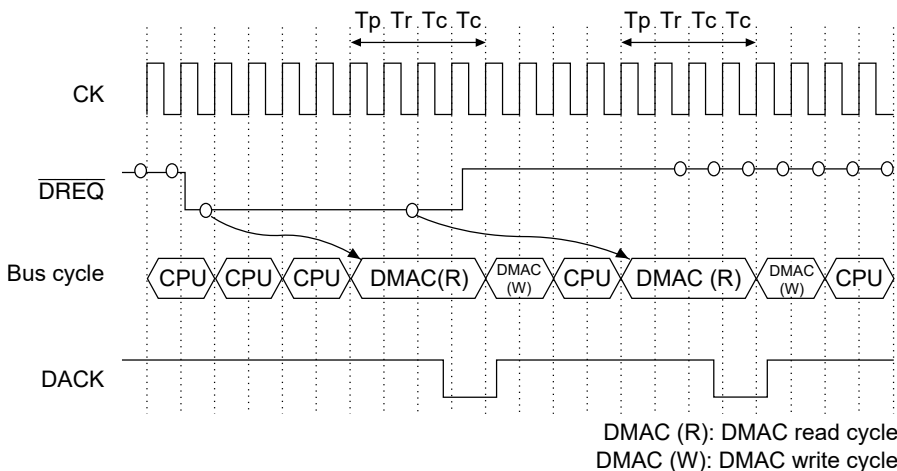 Tp Tr Tc Tc Tp Tr Tc Tc
CK
DREQ
Bus cycle CPU CPU CPU DMAC(R) DMAC (W) CPU DMAC (R) DMAC (W) CPU
DACK
DMAC (R): DMAC read cycle
DMAC (W): DMAC write cycle